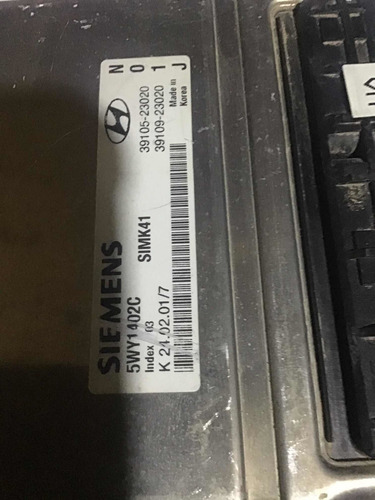 SIEMENS
5WY1402C
Index 03
K 24.02.01/7
SIMK41
39105-23020
39109-23020
Made in
Korea
N
0
1
J